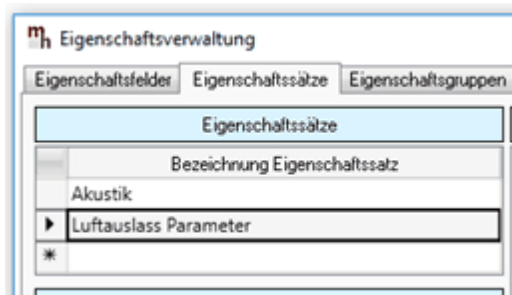 mh Eigenschaftsverwaltung
Eigenschaftsfelder Eigenschaftssätze Eigenschaftsgruppen
Eigenschaftssätze
Bezeichnung Eigenschaftssatz
Akustik
Luftauslass Parameter